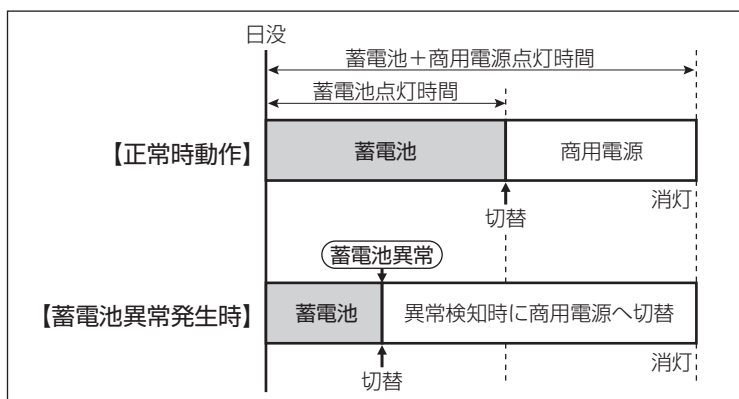 日没
蓄電池＋商用電源点灯時間
蓄電池点灯時間
【正常時動作】
蓄電池
商用電源
切替
消灯
蓄電池異常
【蓄電池異常発生時】
蓄電池
異常検知時に商用電源へ切替
切替
消灯